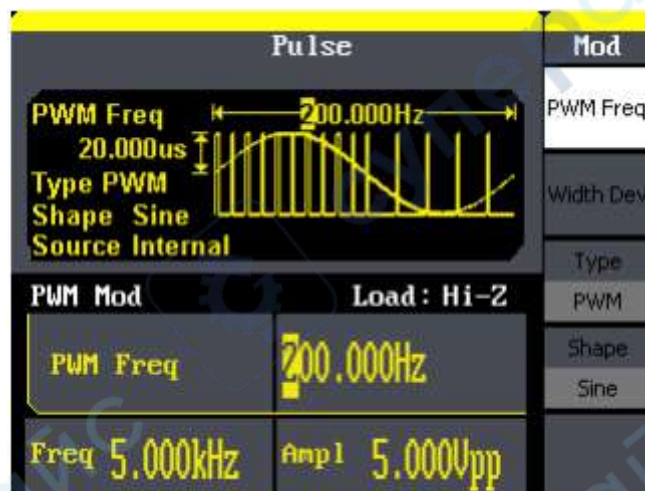 Pulse
Mod
PWM Freq
200.000Hz
20.000us
Type PWM
Shape Sine
Source Internal
PWM Freq
Width Dev
Type
PWM
Shape
Sine
PWM Mod
Load: Hi-Z
PWM Freq
200.000Hz
Freq 5.000kHz
Ampl 5.000Vpp